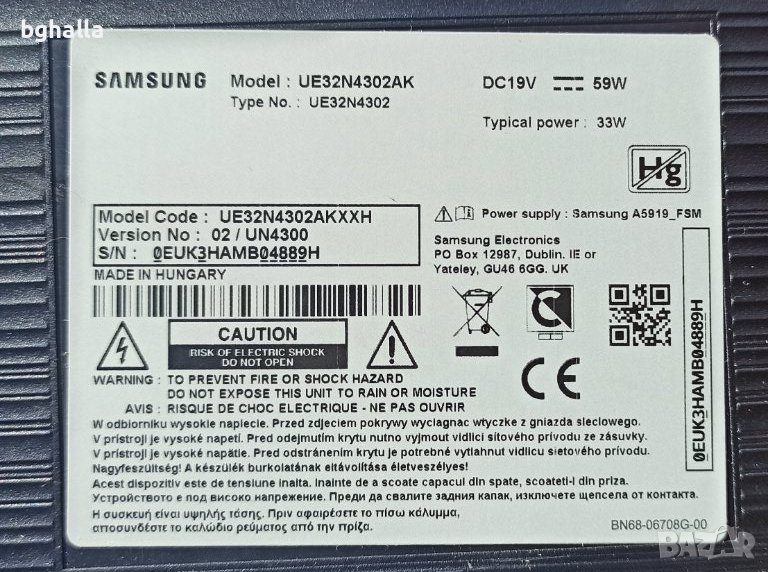 bghalla
SAMSUNG Model : UE32N4302AK DC19V 59W
Type No. : UE32N4302
Typical power : 33W
Hg
Model Code : UE32N4302AKXXH
Version No : 02 / UN4300
S/N : 0EUK3HAMB04889H
MADE IN HUNGARY
Power supply : Samsung A5919_FSM
Samsung Electronics
PO Box 12987, Dublin. IE or
Yateley, GU46 6GG. UK
CAUTION
RISK OF ELECTRIC SHOCK
DO NOT OPEN
CE
0EUK3HAMB04889H
WARNING : TO PREVENT FIRE OR SHOCK HAZARD
DO NOT EXPOSE THIS UNIT TO RAIN OR MOISTURE
AVIS : RISQUE DE CHOC ELECTRIQUE - NE PAS OUVRIR
W odbiorniku wysokie napiecie. Przed zdjeciem pokrywy wyciagnac wtyczke z gniazda sieciowego.
V prístroji je vysoké napetí. Pred odejmutím krytu nutno vyjmout vidlici sítového prívodu ze zásuvky.
V prístroji je vysoké napätie. Pred odstránením krytu je potrebné vytiahnut vidlicu sietového prívodu.
Nagyfeszültség! A készülék burkolatának eltávolítása életveszélyes!
Acest dispozitiv este de tensiune inalta. Inainte de a scoate capacul din spate, scoateti-l din priza.
Устройството е под високо напрежение. Преди да свалите задния капак, изключете щепсела от контакта.
Η συσκευή είναι υψηλής τάσης. Πριν αφαιρέσετε το πίσω κάλυμμα,
αποσυνδέστε το καλώδιο ρεύματος από την πρίζα.
BN68-06708G-00
BAZAR